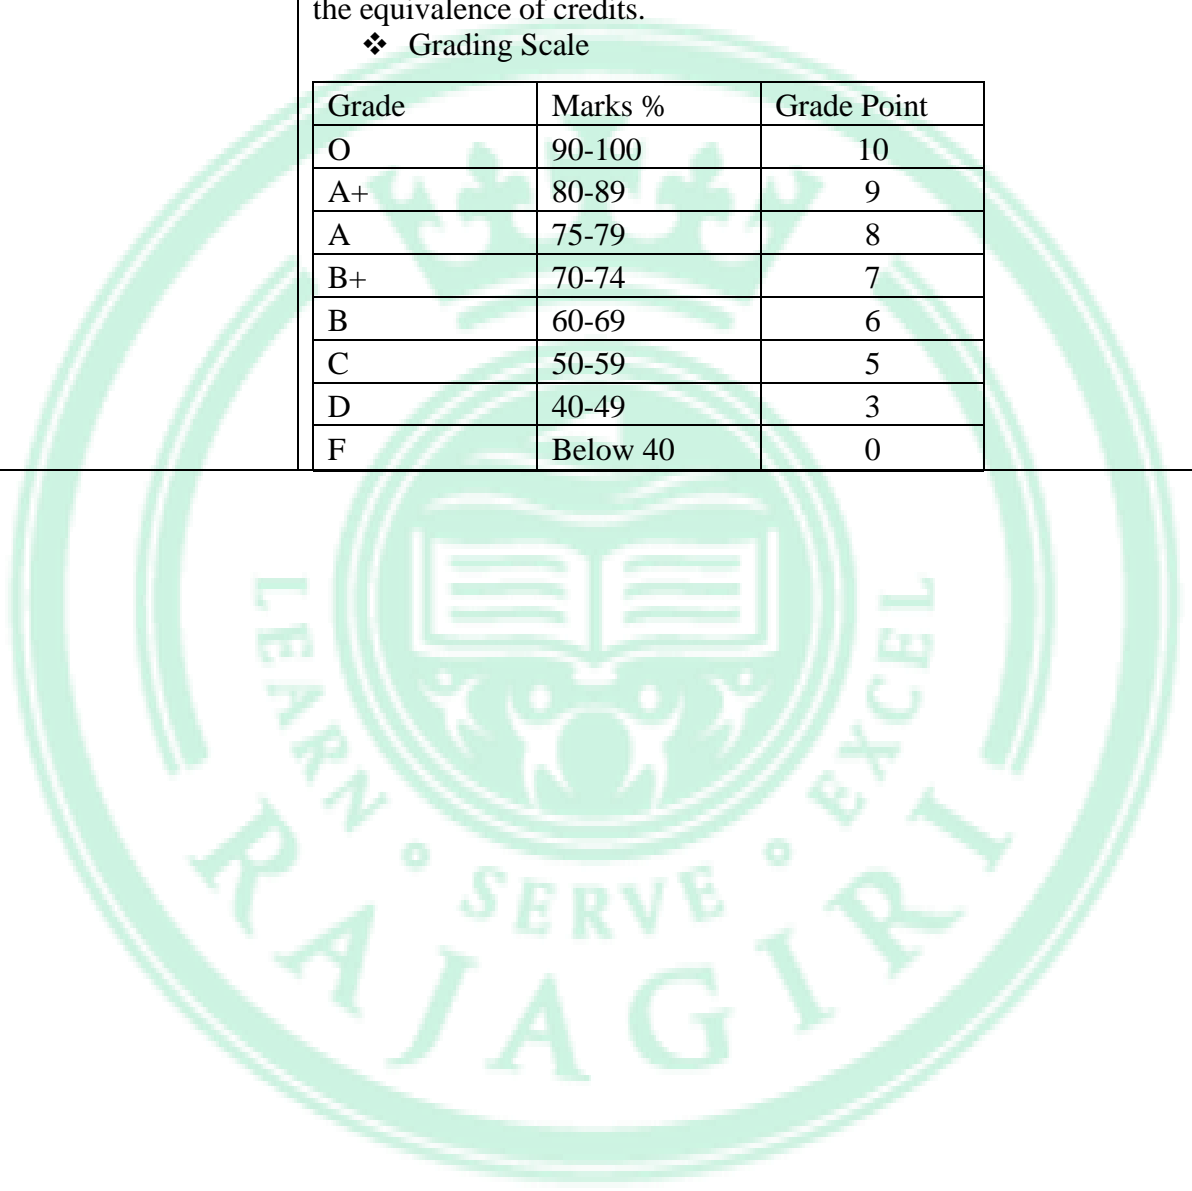 the equivalence of credits.
❖ Grading Scale
Grade Marks % Grade Point
O 90-100 10
A+ 80-89 9
A 75-79 8
B+ 70-74 7
B 60-69 6
C 50-59 5
D 40-49 3
F Below 40 0
LEARN SERVE EXCEL
RAJAGIRI